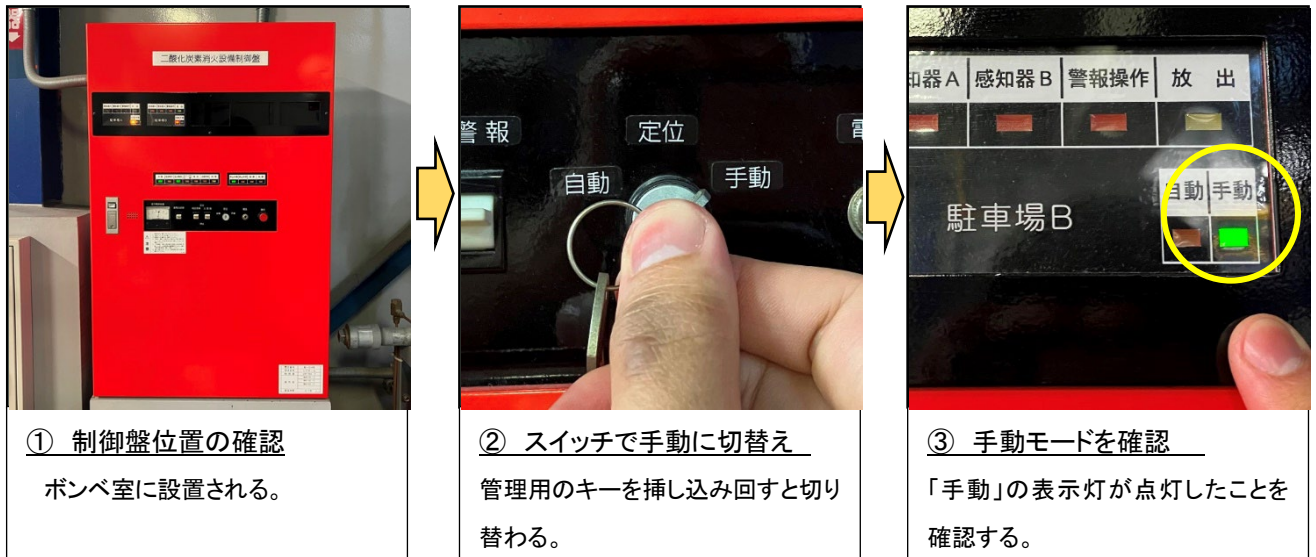 二酸化炭素消火設備制御盤
警報
定位
電
自動
手動
知器A
感知器B
警報操作
放 出
自動
手動
駐車場B
① 制御盤位置の確認
ボンベ室に設置される。
② スイッチで手動に切替え
管理用のキーを挿し込み回すと切り
替わる。
③ 手動モードを確認
「手動」の表示灯が点灯したことを
確認する。